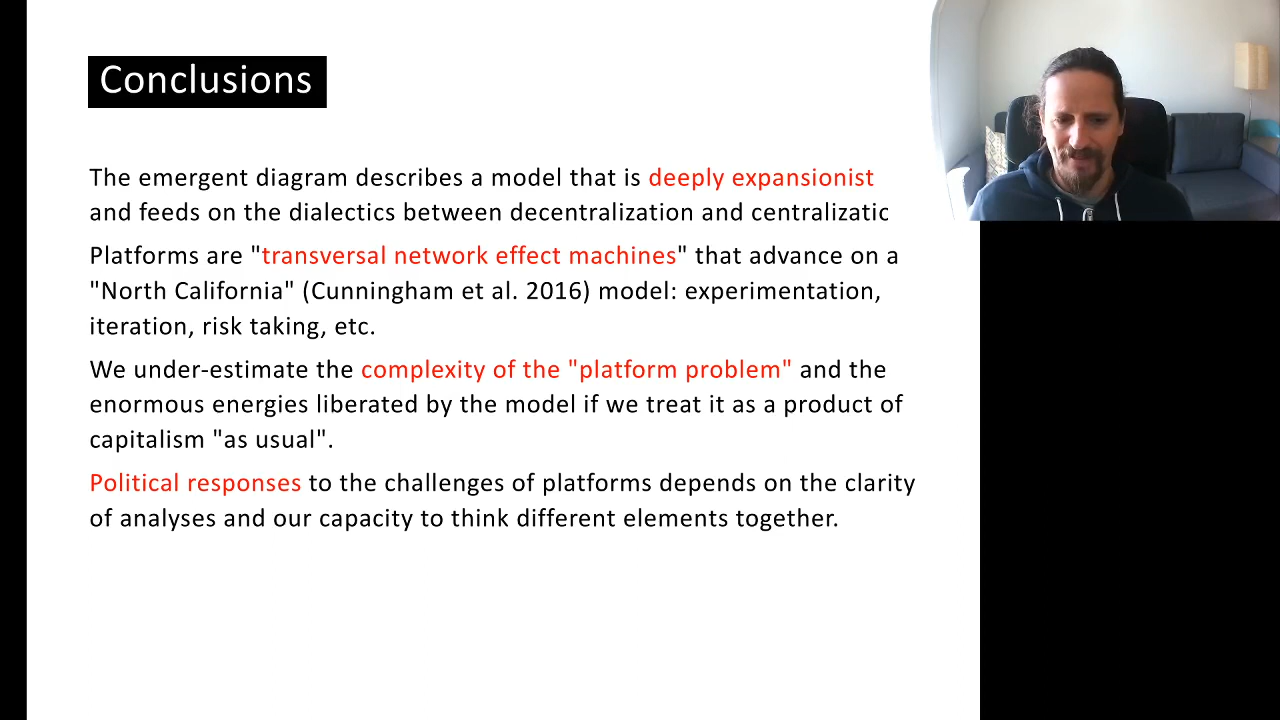 Conclusions
The emergent diagram describes a model that is deeply expansionist
and feeds on the dialectics between decentralization and centralizatic
Platforms are "transversal network effect machines" that advance on a
"North California" (Cunningham et al. 2016) model: experimentation,
iteration, risk taking, etc.
We under-estimate the complexity of the "platform problem" and the
enormous energies liberated by the model if we treat it as a product of
capitalism "as usual".
Political responses to the challenges of platforms depends on the clarity
of analyses and our capacity to think different elements together.